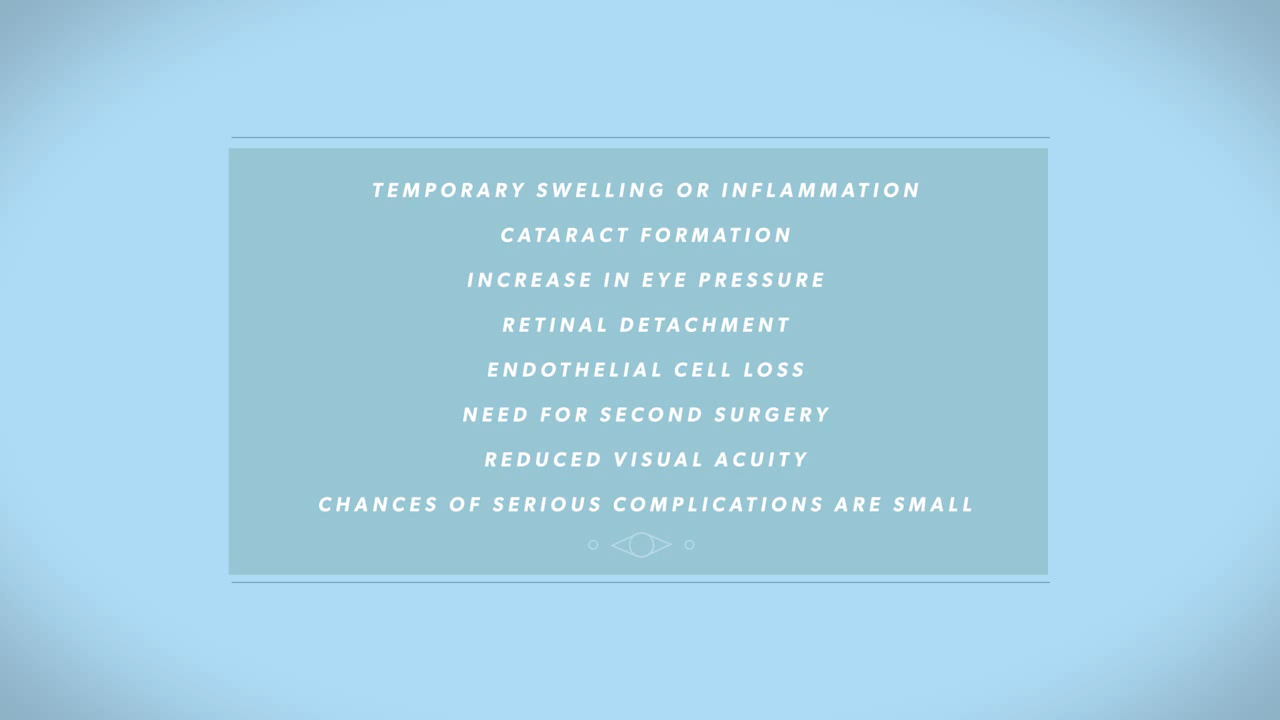 TEMPORARY SWELLING OR INFLAMMATION
CATARACT FORMATION
INCREASE IN EYE PRESSURE
RETINAL DETACHMENT
ENDOTHELIAL CELL LOSS
NEED FOR SECOND SURGERY
REDUCED VISUAL ACUITY
CHANCES OF SERIOUS COMPLICATIONS ARE SMALL